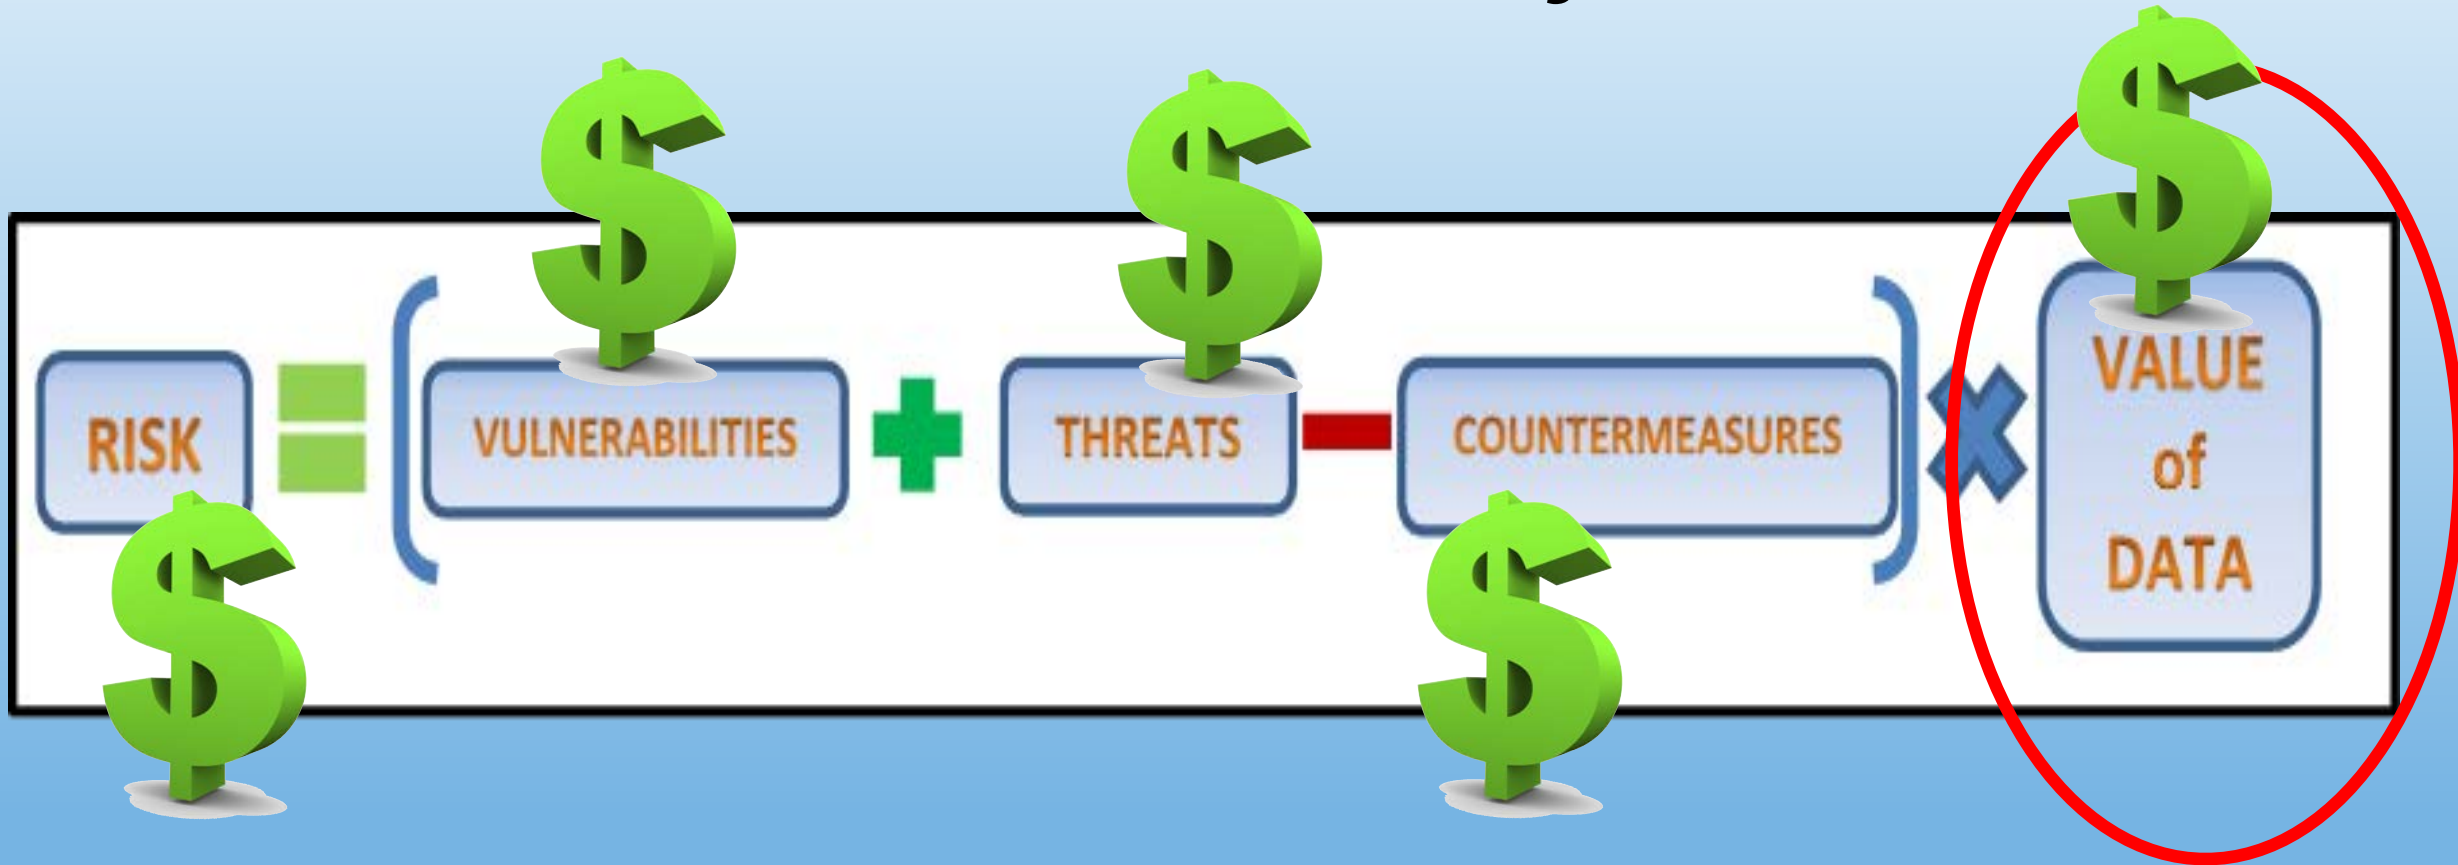 RISK
VULNERABILITIES
THREATS
COUNTERMEASURES
VALUE
of
DATA